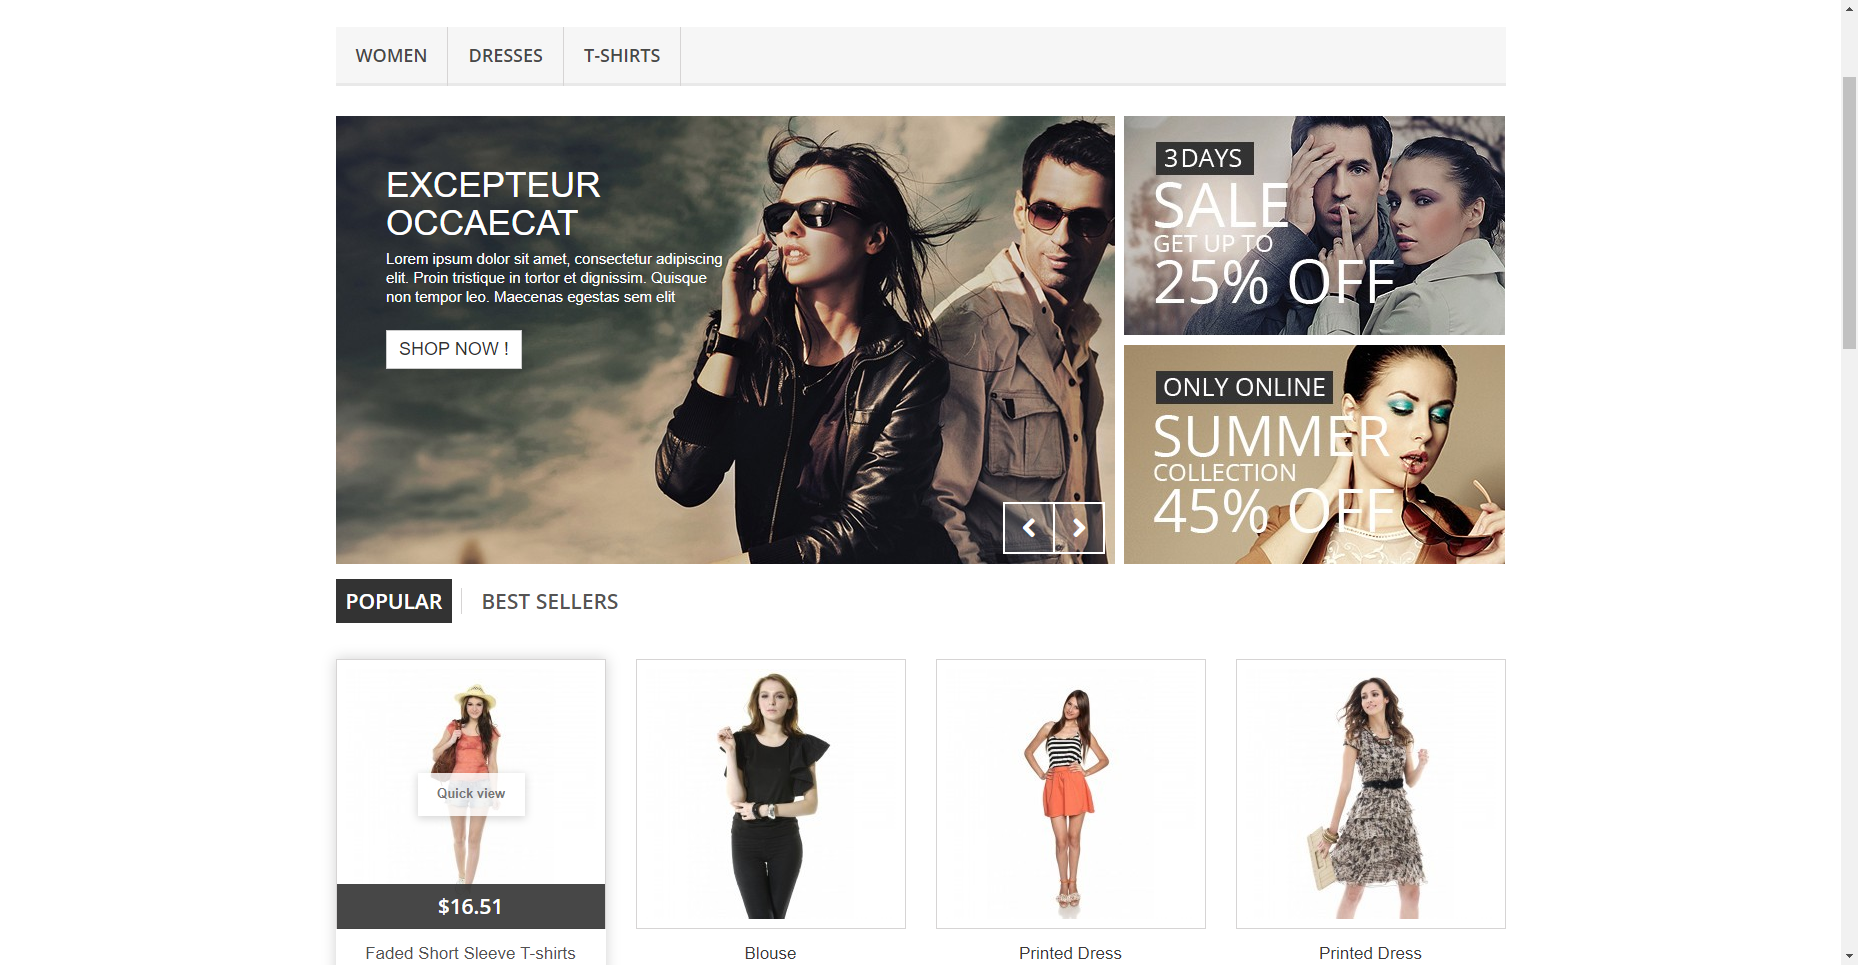 WOMEN
DRESSES
T-SHIRTS
EXCEPTEUR
OCCAECAT
Lorem ipsum dolor sit amet, consectetur adipiscing
elit. Proin tristique in tortor et dignissim. Quisque
non tempor leo. Maecenas egestas sem elit
SHOP NOW !
3DAYS
SALE
GET UP TO
25% OFF
ONLY ONLINE
SUMMER
COLLECTION
45% OFF
POPULAR
BEST SELLERS
Quick view
$16.51
Faded Short Sleeve T-shirts
Blouse
Printed Dress
Printed Dress